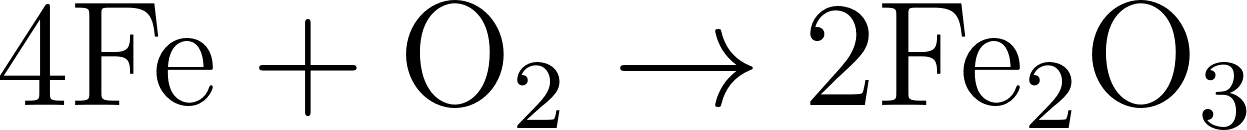 4Fe + O₂ → 2Fe₂O₃